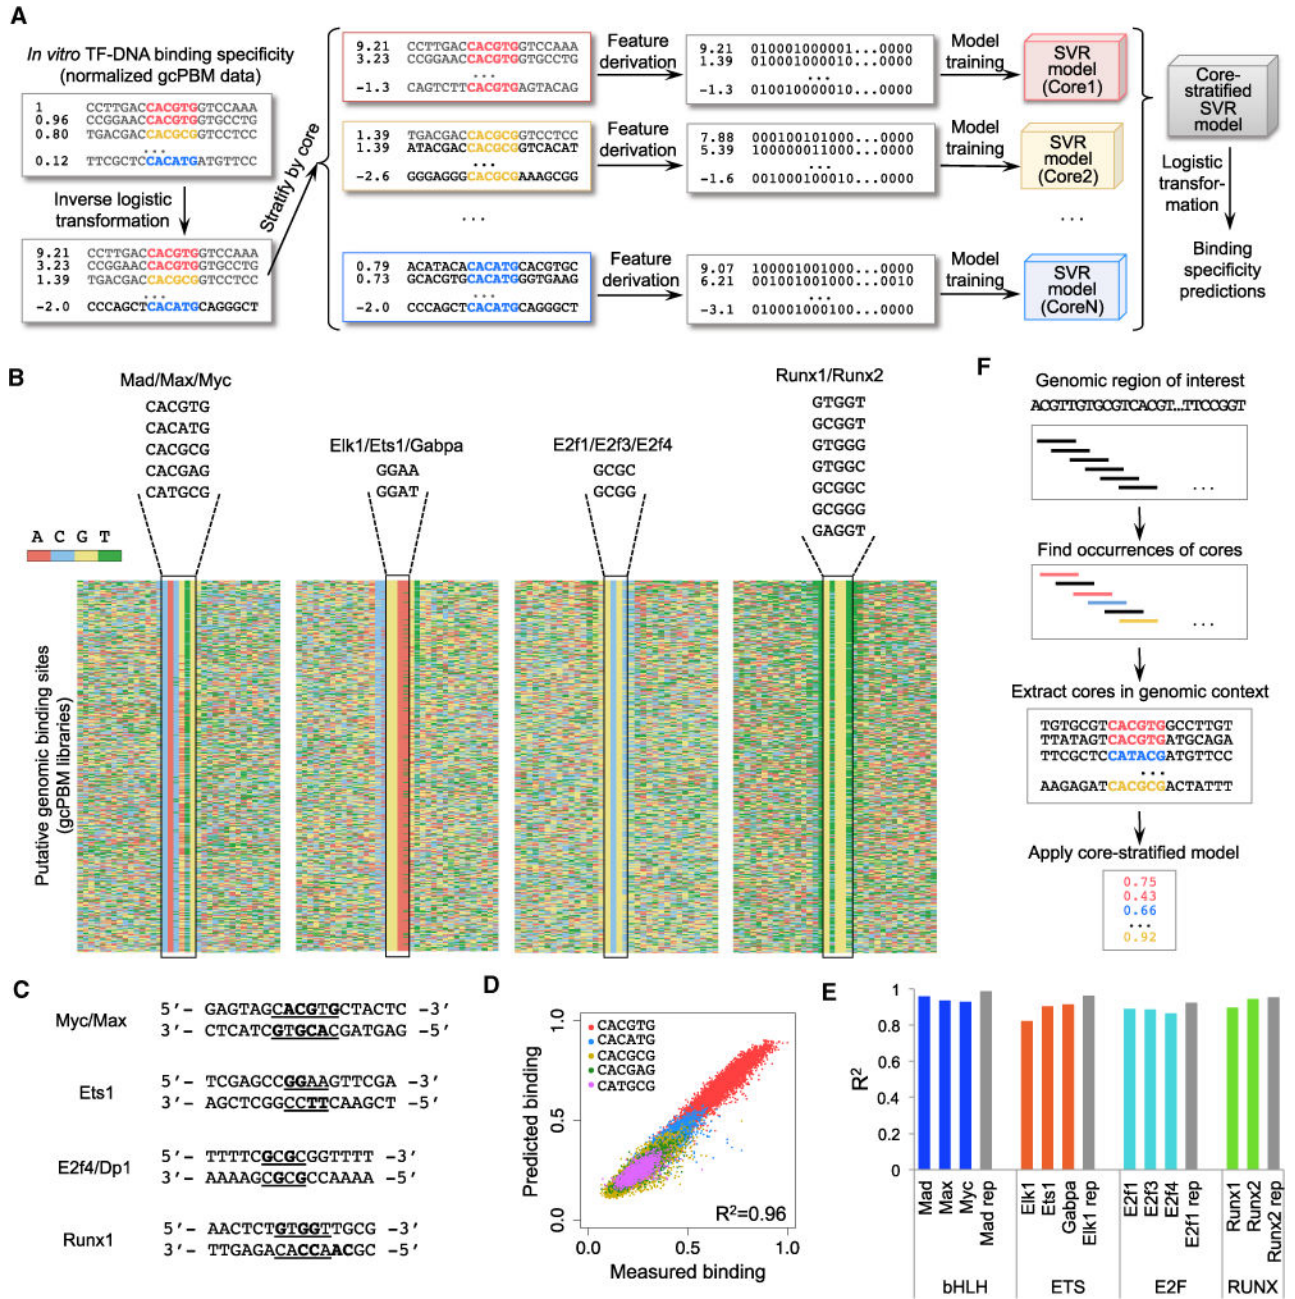 A
In vitro TF-DNA binding specificity
(normalized gcPBM data)
1 CCTTGACCACGTGGTCCAAA
0.96 CCGGAACCACGTGGTGCCTG
0.80 TGACGACCACGCGGTCCTCC
...
0.12 TTCGCTCCACATGATGTTCC
Inverse logistic
transformation
9.21 CCTTGACCACGTGGTCCAAA
3.23 CCGGAACCACGTGGTGCCTG
1.39 TGACGACCACGCGGTCCTCC
...
-2.0 CCCAGCTCACATGCAGGGCT
Stratify by core
9.21 CCTTGACCACGTGGTCCAAA
3.23 CCGGAACCACGTGGTGCCTG
...
-1.3 CAGTCTTCACGTGAGTACAG
Feature
derivation
9.21 010001000001...0000
1.39 010010001000...0000
...
-1.3 010010000010...0000
Model
training
SVR
model
(Core1)
1.39 TGACGACCACGCGGTCCTCC
1.39 ATACGACCACGCGGTCACAT
...
-2.6 GGGAGGGCACGCGAAAGCGG
Feature
derivation
7.88 000100101000...0000
5.39 100000011000...0000
...
-1.6 001000100010...0000
Model
training
SVR
model
(Core2)
...
...
0.79 ACATACACACATGCACGTGC
0.73 GCACGTGCACATGGGTGAAG
...
-2.0 CCCAGCTCACATGCAGGGCT
Feature
derivation
9.07 100001001000...0000
6.21 001001001000...0010
...
-3.1 010001000100...0000
Model
training
SVR
model
(CoreN)
Core-
stratified
SVR
model
Logistic
transfor-
mation
Binding
specificity
predictions
B
Mad/Max/Myc
CACGTG
CACATG
CACGCG
CACGAG
CATGCG
Elk1/Ets1/Gabpa
GGAA
GGAT
E2f1/E2f3/E2f4
GCGC
GCGG
Runx1/Runx2
GTGGT
GCGGT
GTGGG
GTGGC
GCGGC
GCGGG
GAGGT
A C G T
Putative genomic binding sites
(gcPBM libraries)
C
Myc/Max
5′- GAGTAGCACGTGCTACTC -3′
3′- CTCATCGTGCACGATGAG -5′
Ets1
5′- TCGAGCCGGAAGTTCGA -3′
3′- AGCTCGGCCTTCAAGCT -5′
E2f4/Dp1
5′- TTTTCGCGCGGTTTT -3′
3′- AAAAGCGCGCCAAAA -5′
Runx1
5′- AACTCTGTGGTTGCG -3′
3′- TTGAGACACCAACGC -5′
D
CACGTG
CACATG
CACGCG
CACGAG
CATGCG
1.0
0.5
0.0
Predicted binding
R²=0.96
0.0 0.5 1.0
Measured binding
E
R²
1
0.8
0.6
0.4
0.2
0
Mad
Max
Myc
Mad rep
Elk1
Ets1
Gabpa
Elk1 rep
E2f1
E2f3
E2f4
E2f1 rep
Runx1
Runx2
Runx2 rep
bHLH ETS E2F RUNX
F
Genomic region of interest
ACGTTGTGCGTCACGT...TTCCGGT
...
Find occurrences of cores
...
Extract cores in genomic context
TGTGCGTCACGTGGCCTTGT
TTATAGTCACGTGATGCAGA
TTCGCTCCATACGATGTTCC
...
AAGAGATCACGCGACTATTT
Apply core-stratified model
0.75
0.43
0.66
...
0.92